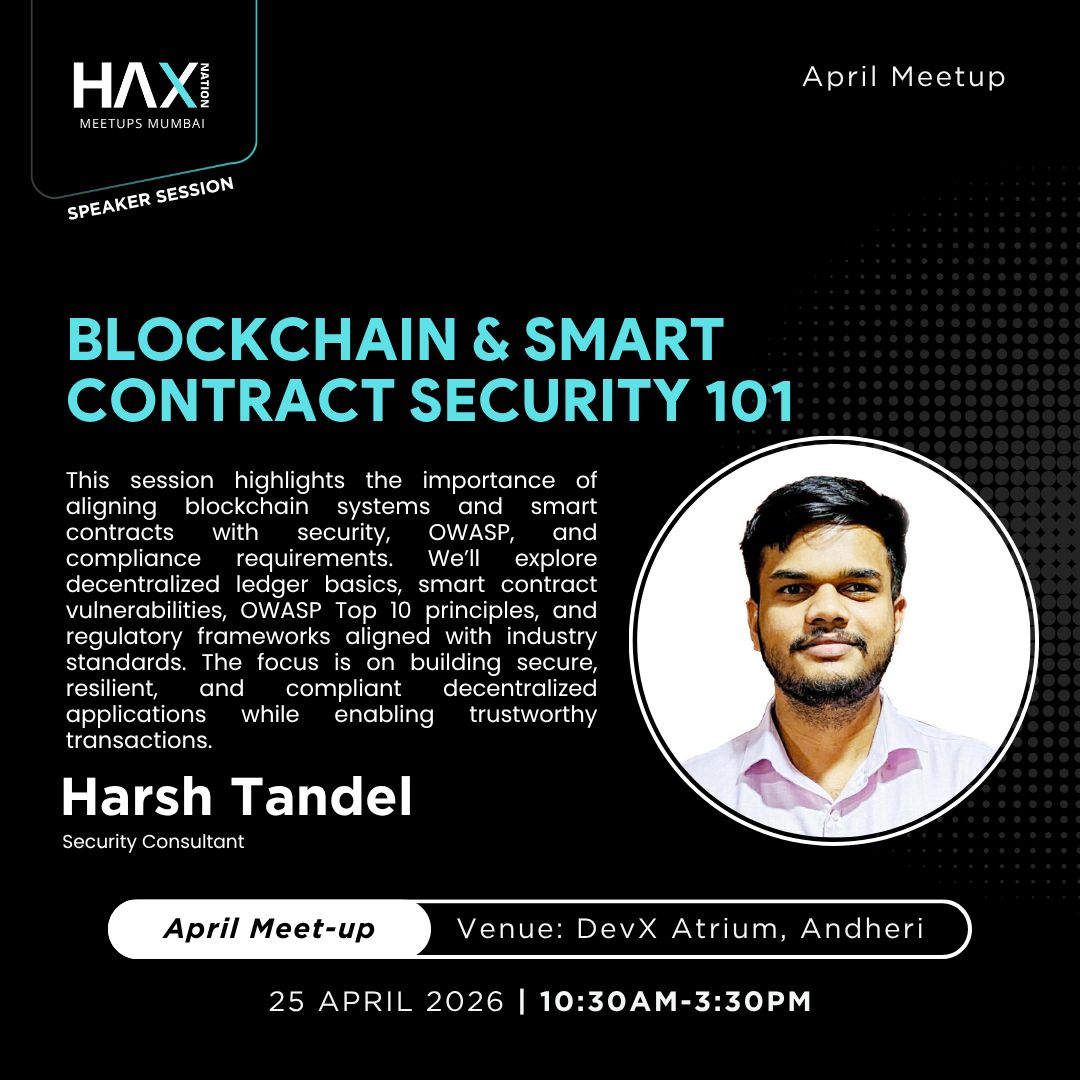 HAX NATION
MEETUPS MUMBAI
SPEAKER SESSION
April Meetup
BLOCKCHAIN & SMART
CONTRACT SECURITY 101
This session highlights the importance of
aligning blockchain systems and smart
contracts with security, OWASP, and
compliance requirements. We’ll explore
decentralized ledger basics, smart contract
vulnerabilities, OWASP Top 10 principles, and
regulatory frameworks aligned with industry
standards. The focus is on building secure,
resilient, and compliant decentralized
applications while enabling trustworthy
transactions.
Harsh Tandel
Security Consultant
April Meet-up
Venue: DevX Atrium, Andheri
25 APRIL 2026 | 10:30AM-3:30PM